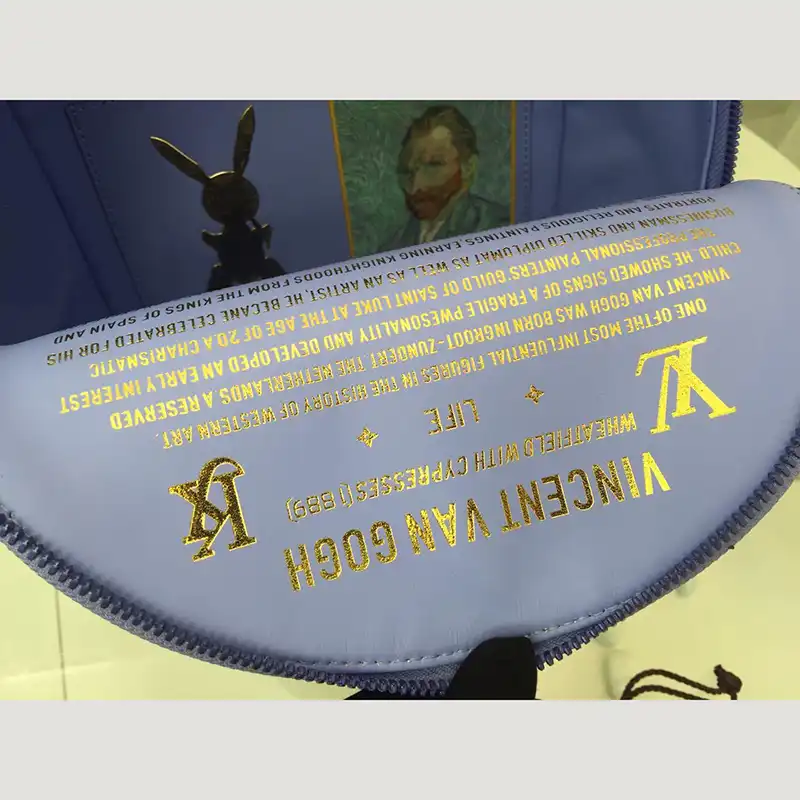 VINCENT VAN GOGH
WHEATFIELD WITH CYPRESSES() 889)
LV
LIFE
ONE OFTHE MOST INFLUENTIAL FIGURES IN THE HISTORY OF WESTERN ART.
VINCENT VAN GOGH WAS BORN INGROOT-ZUNDERT THE NETHERLANDS A RESERVED
CHILD. HE SHOWED SIGNS OF A FRAGILE PWESONALITY AND DEVELOPED AN EARLY INTEREST
THE PROFESSIONAL PAINTERS GUILD OF SAINT LUKE AT THE AGE OF 20.A CHARISMATIC
BUSINESSMAN AND SKILLED DIPLOMAT AS WELL AS AN ARTIST,HE BECAME CELEBRATED FOR HIS
PORTRAITS AND RELIGIOUS PAINTINGS EARNING KNIGHTHOODS FROM THE KINGS OF SPAIN AND